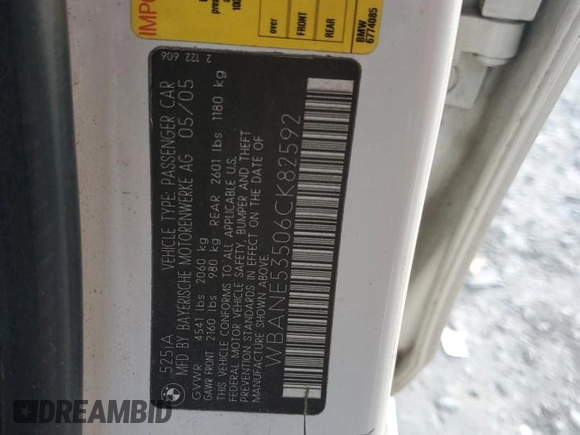 525iA VEHICLE TYPE: PASSENGER CAR
MFD BY BAYERISCHE MOTORENWERKE AG 05/05
GVWR 4541 lbs 2060 kg
GAWR FRONT 2160 lbs 980 kg REAR 2601 lbs 1180 kg
THIS VEHICLE CONFORMS TO ALL APPLICABLE U.S.
FEDERAL MOTOR VEHICLE SAFETY, BUMPER AND THEFT
PREVENTION STANDARDS IN EFFECT ON THE DATE OF
MANUFACTURE SHOWN ABOVE.
WBANE53506CK82592
2 122 606
IMPO
over
FRONT
REAR
BMW
6774085
DREAMBID